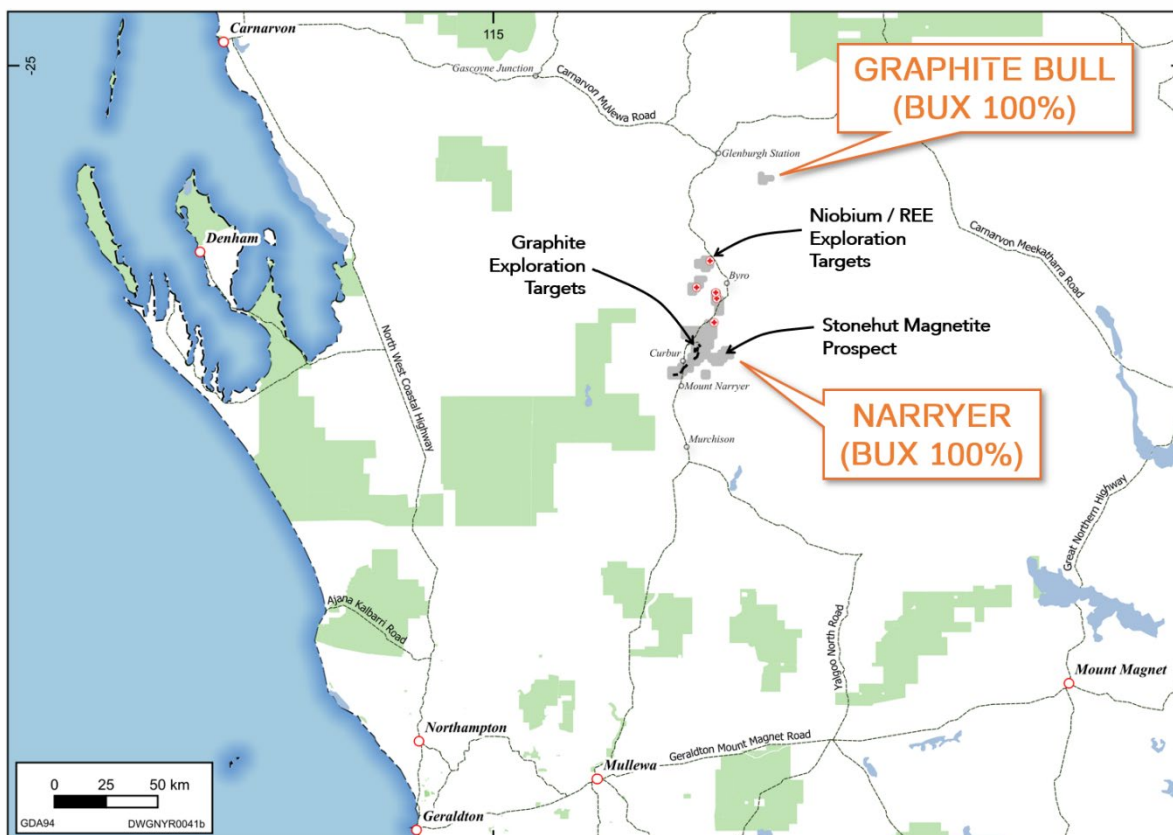 Carnarvon
115
-25
Gascoyne Junction
Carnarvon Mullewa Road
GRAPHITE BULL
(BUX 100%)
Glenburgh Station
Niobium / REE
Exploration
Targets
Graphite
Exploration
Targets
Denham
Byro
Carnarvon Meekatharra Road
Stonehut Magnetite
Prospect
North West Coastal Highway
Curbur
Mount Narryer
NARRYER
(BUX 100%)
Murchison
Great Northern Highway
Ajana Kalbarri Road
Yalgoo North Road
Mount Magnet
Northampton
Geraldton Mount Magnet Road
Mullewa
0 25 50 km
GDA94 DWGNYR0041b
Geraldton